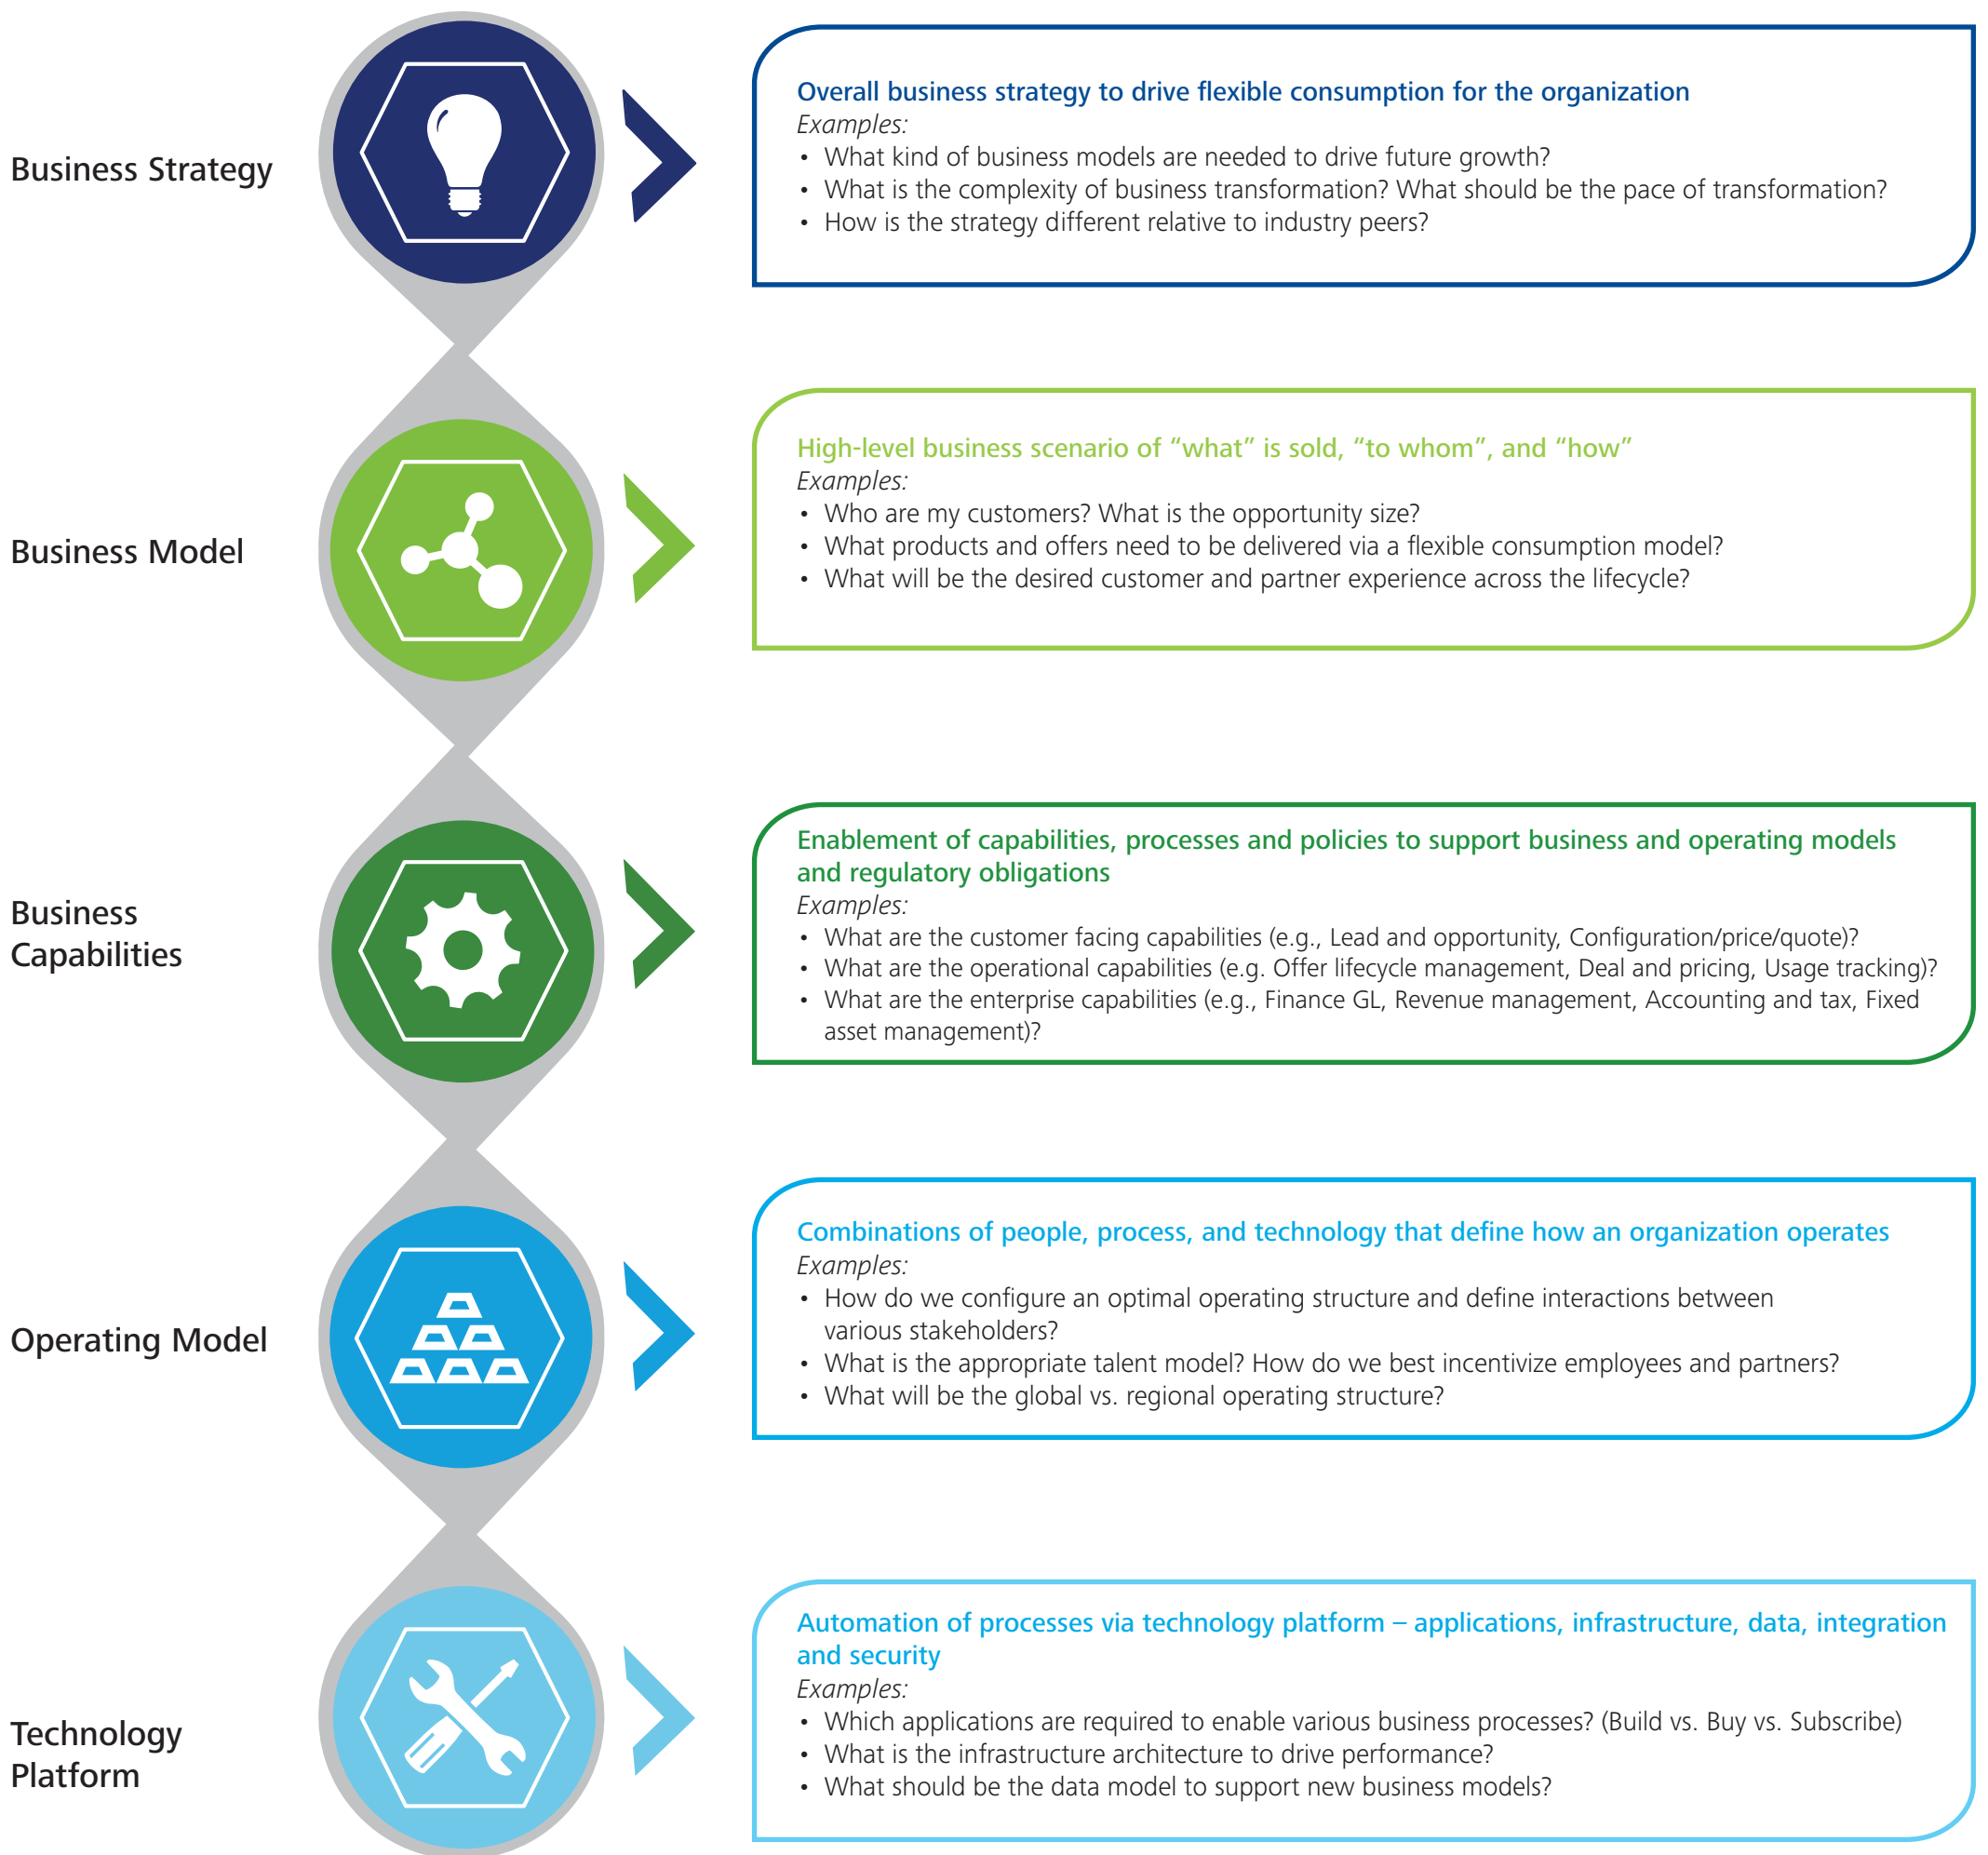 Business Strategy
Overall business strategy to drive flexible consumption for the organization
Examples:
• What kind of business models are needed to drive future growth?
• What is the complexity of business transformation? What should be the pace of transformation?
• How is the strategy different relative to industry peers?
Business Model
High-level business scenario of “what” is sold, “to whom”, and “how”
Examples:
• Who are my customers? What is the opportunity size?
• What products and offers need to be delivered via a flexible consumption model?
• What will be the desired customer and partner experience across the lifecycle?
Business
Capabilities
Enablement of capabilities, processes and policies to support business and operating models
and regulatory obligations
Examples:
• What are the customer facing capabilities (e.g., Lead and opportunity, Configuration/price/quote)?
• What are the operational capabilities (e.g. Offer lifecycle management, Deal and pricing, Usage tracking)?
• What are the enterprise capabilities (e.g., Finance GL, Revenue management, Accounting and tax, Fixed
asset management)?
Operating Model
Combinations of people, process, and technology that define how an organization operates
Examples:
• How do we configure an optimal operating structure and define interactions between
various stakeholders?
• What is the appropriate talent model? How do we best incentivize employees and partners?
• What will be the global vs. regional operating structure?
Technology
Platform
Automation of processes via technology platform – applications, infrastructure, data, integration
and security
Examples:
• Which applications are required to enable various business processes? (Build vs. Buy vs. Subscribe)
• What is the infrastructure architecture to drive performance?
• What should be the data model to support new business models?